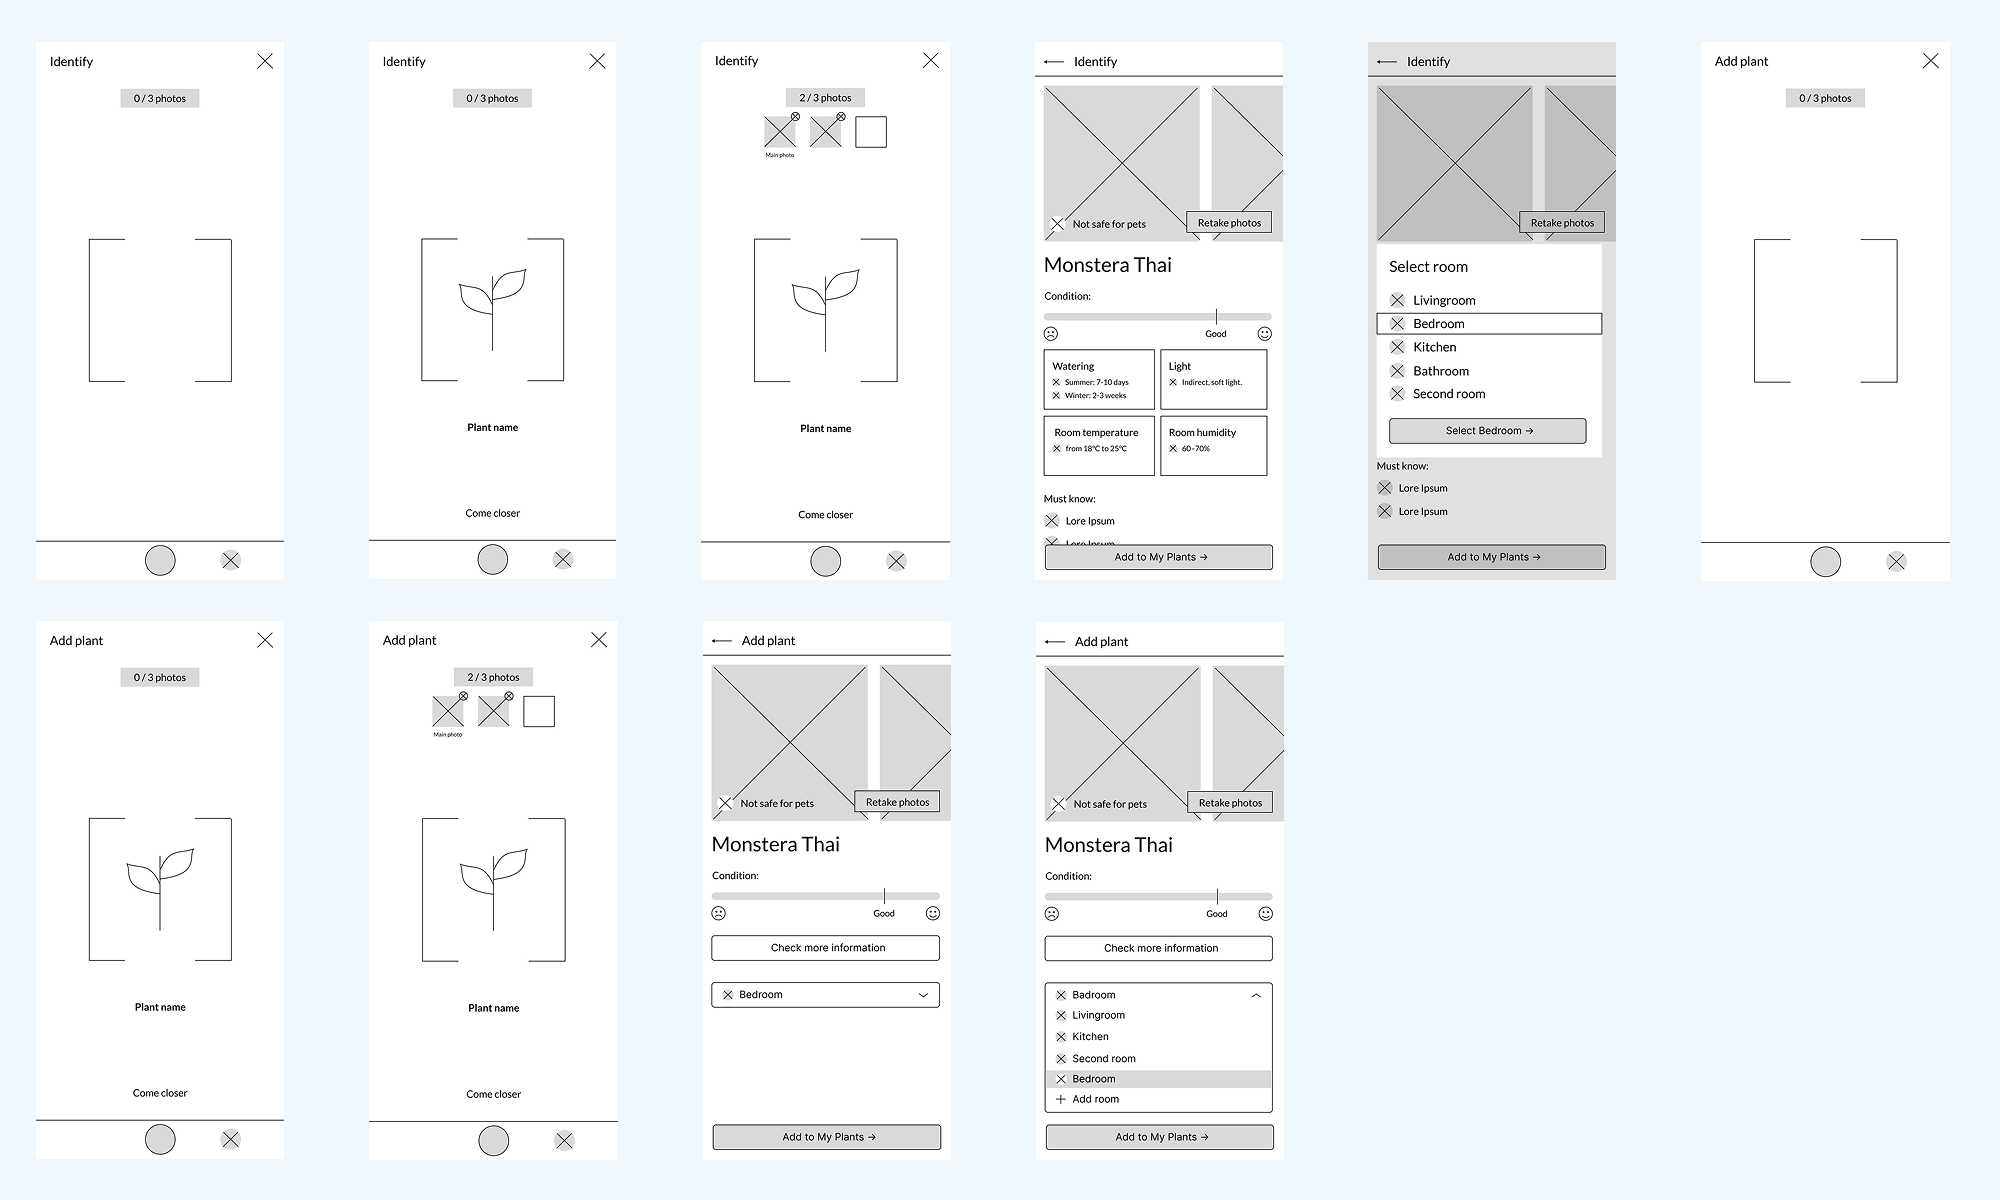 Identify
0 / 3 photos
Identify
0 / 3 photos
Plant name
Come closer
Identify
2 / 3 photos
Main photo
Plant name
Come closer
Identify
Not safe for pets
Retake photos
Monstera Thai
Condition:
Good
Watering
Summer: 7-10 days
Winter: 2-3 weeks
Light
Indirect, soft light.
Room temperature
from 18°C to 25°C
Room humidity
60–70%
Must know:
Lore Ipsum
Lore Ipsum
Add to My Plants →
Identify
Retake photos
Select room
Livingroom
Bedroom
Kitchen
Bathroom
Second room
Select Bedroom →
Must know:
Lore Ipsum
Lore Ipsum
Add to My Plants →
Add plant
0 / 3 photos
Add plant
0 / 3 photos
Plant name
Come closer
Add plant
2 / 3 photos
Main photo
Plant name
Come closer
Add plant
Not safe for pets
Retake photos
Monstera Thai
Condition:
Good
Check more information
Bedroom
Add to My Plants →
Add plant
Not safe for pets
Retake photos
Monstera Thai
Condition:
Good
Check more information
Badroom
Livingroom
Kitchen
Second room
Bedroom
Add room
Add to My Plants →